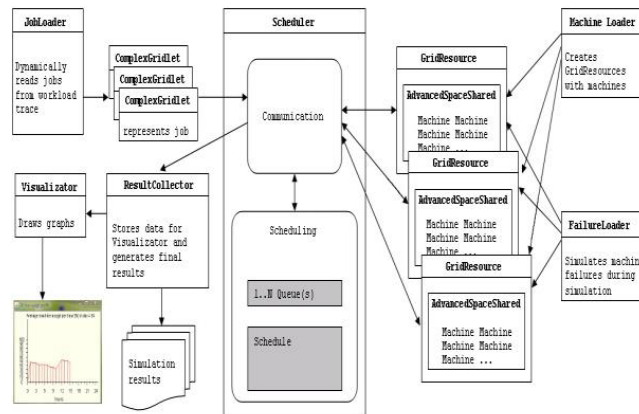 JobLoader
Dynamically
reads jobs
from workload
trace
ComplexGridlet
ComplexGridlet
ComplexGridlet
represents job
Scheduler
Communication
Scheduling
1..N Queue(s)
Schedule
GridResource
AdvancedSpaceShared
Machine Machine
Machine Machine
Machine ...
GridResource
AdvancedSpaceShared
Machine Machine
Machine Machine
GridResource
AdvancedSpaceShared
Machine Machine
Machine Machine
Machine ...
Machine Loader
Creates
GridResources
with machines
FailureLoader
Simulates machine
failures during
simulation
Visualizator
Draws graphs
ResultCollector
Stores data for
Visualizator and
generates final
results
Simulation
results